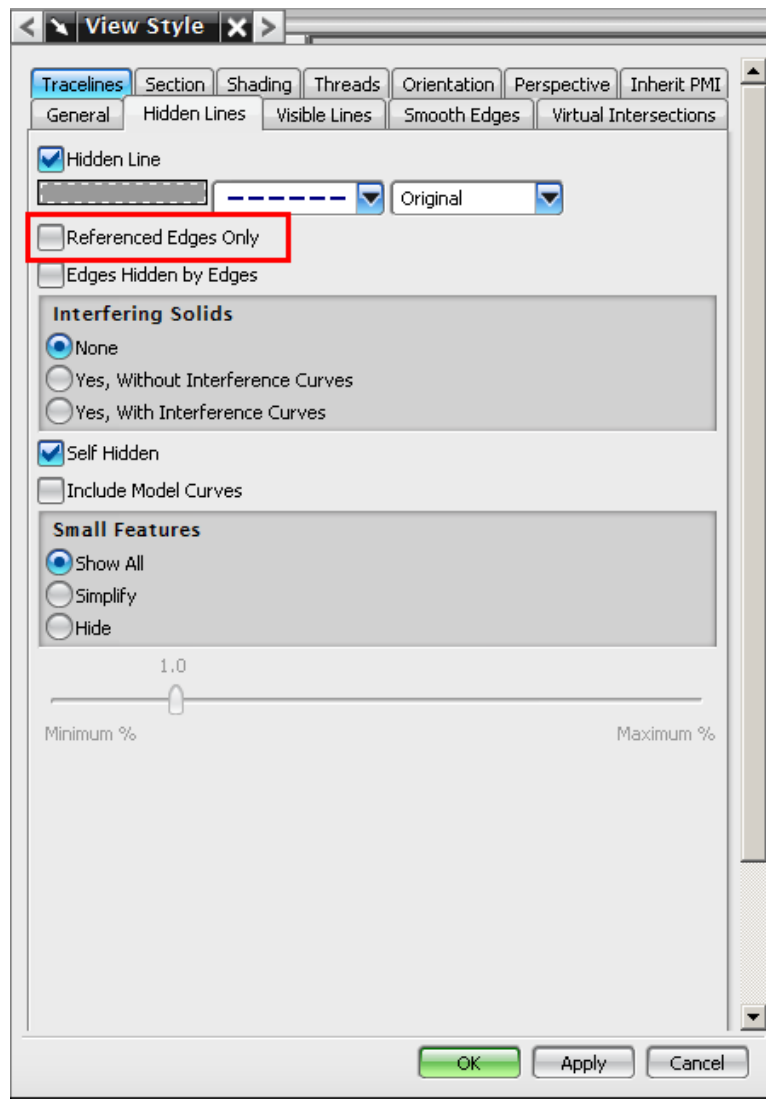 View Style
Tracelines Section Shading Threads Orientation Perspective Inherit PMI
General Hidden Lines Visible Lines Smooth Edges Virtual Intersections
Hidden Line
Original
Referenced Edges Only
Edges Hidden by Edges
Interfering Solids
None
Yes, Without Interference Curves
Yes, With Interference Curves
Self Hidden
Include Model Curves
Small Features
Show All
Simplify
Hide
1.0
Minimum % Maximum %
OK Apply Cancel